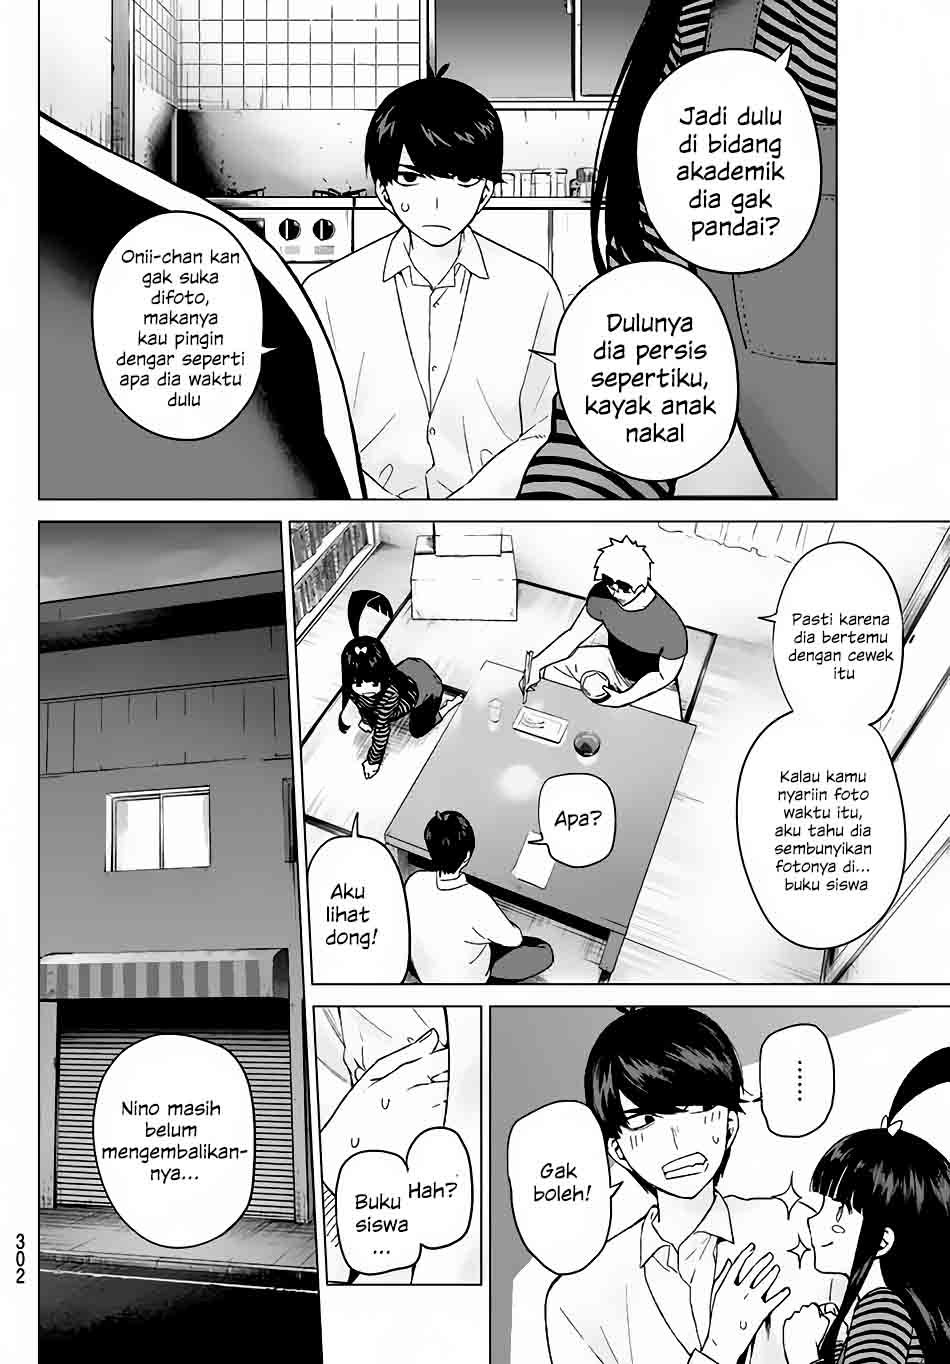 Jadi dulu
di bidang
akademik
dia gak
pandai?
Dulunya
dia persis
sepertiku,
kayak anak
nakal
Onii-chan kan
gak suka
difoto,
makanya
kau pingin
dengar seperti
apa dia waktu
dulu
Pasti karena
dia bertemu
dengan cewek
itu
Kalau kamu
nyariin foto
waktu itu,
aku tahu dia
sembunyikan
fotonya di...
buku siswa
Apa?
Aku
lihat
dong!
.......
Gak
boleh!
Hah?
Buku
siswa
...
Nino masih
belum
mengembalikan-
nya...
302